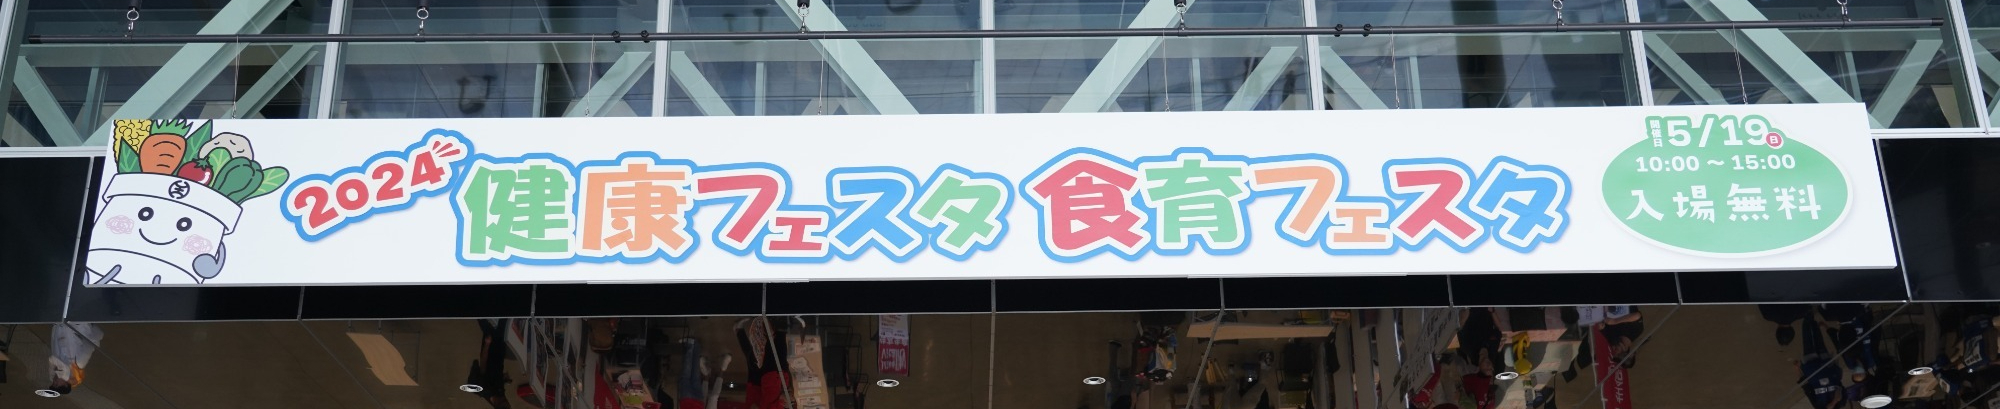 2024 健康フェスタ 食育フェスタ
開催日 5/19 日
10:00 ～ 15:00
入場無料